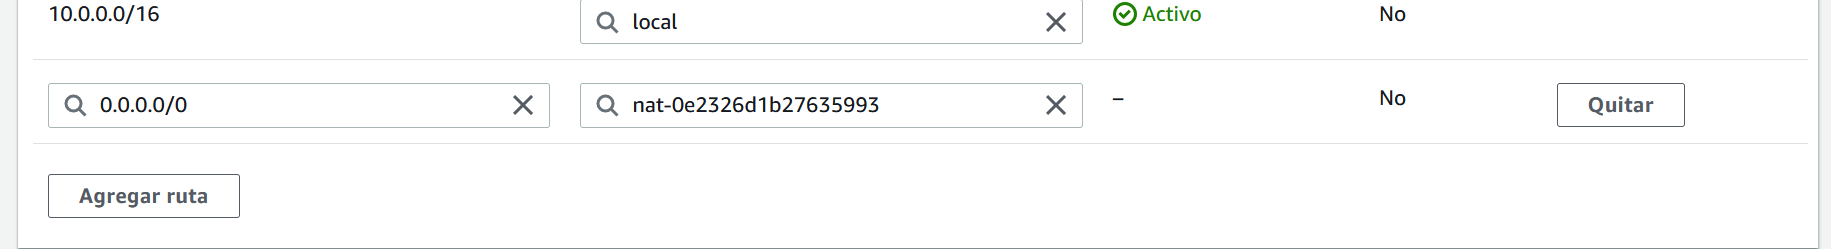 10.0.0.0/16 local Activo No
0.0.0.0/0 nat-0e2326d1b27635993 – No Quitar
Agregar ruta